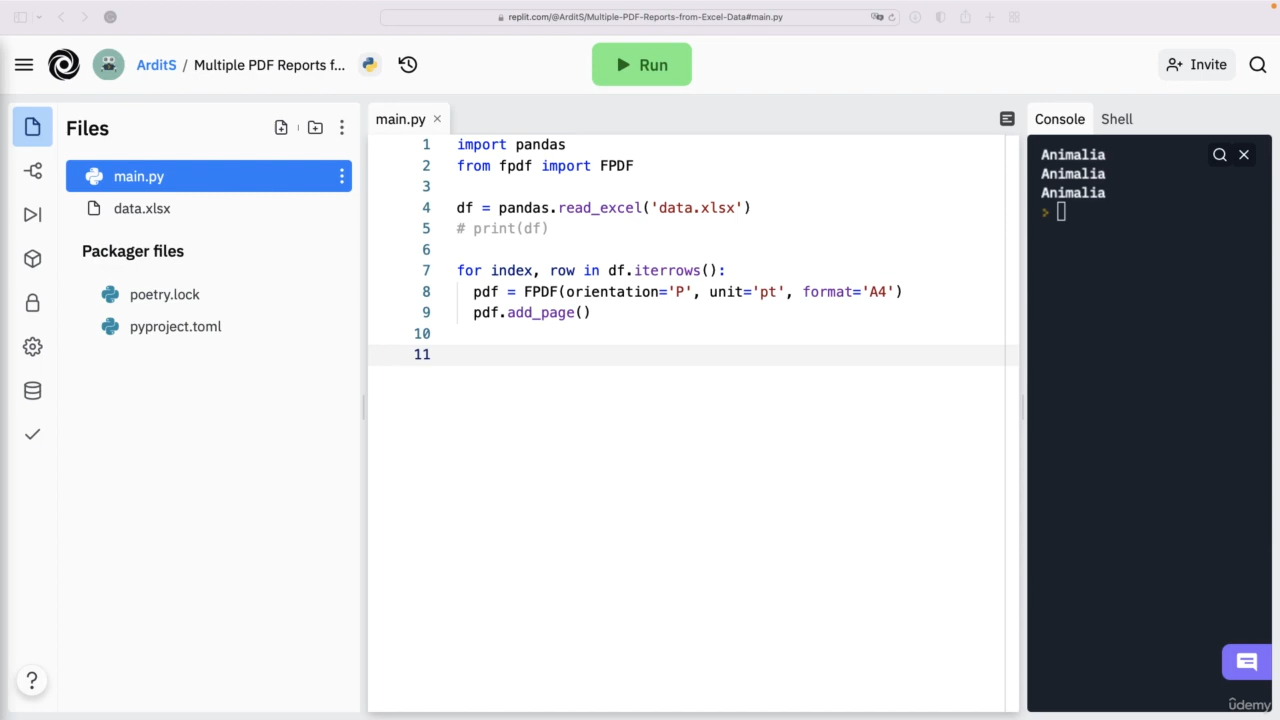 replit.com/@ArditS/Multiple-PDF-Reports-from-Excel-Data#main.py
ArditS / Multiple PDF Reports f...
Run
Invite
Files
main.py
data.xlsx
Packager files
poetry.lock
pyproject.toml
main.py ×
1 import pandas
2 from fpdf import FPDF
3
4 df = pandas.read_excel('data.xlsx')
5 # print(df)
6
7 for index, row in df.iterrows():
8 pdf = FPDF(orientation='P', unit='pt', format='A4')
9 pdf.add_page()
10
11
Console Shell
Animalia
Animalia
Animalia
?
ûdemy